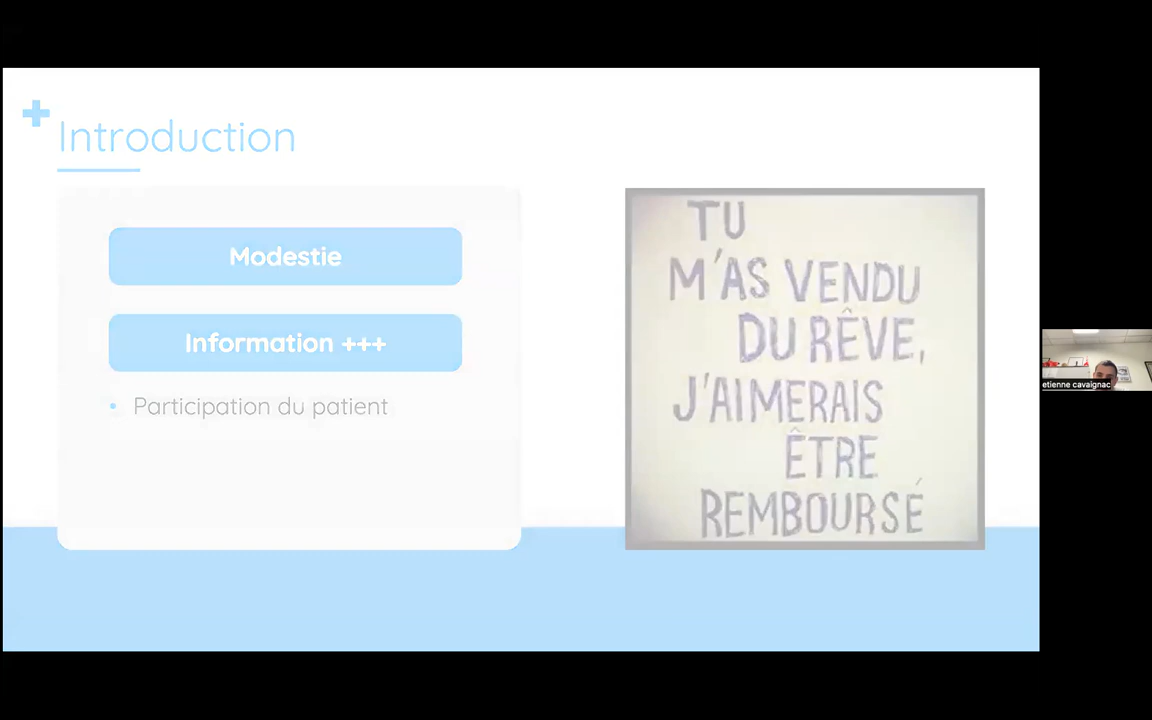 Introduction
Modestie
Information +++
• Participation du patient
TU
M'AS VENDU
DU RÊVE,
J'AIMERAIS
ÊTRE
REMBOURSÉ
etienne cavaignac